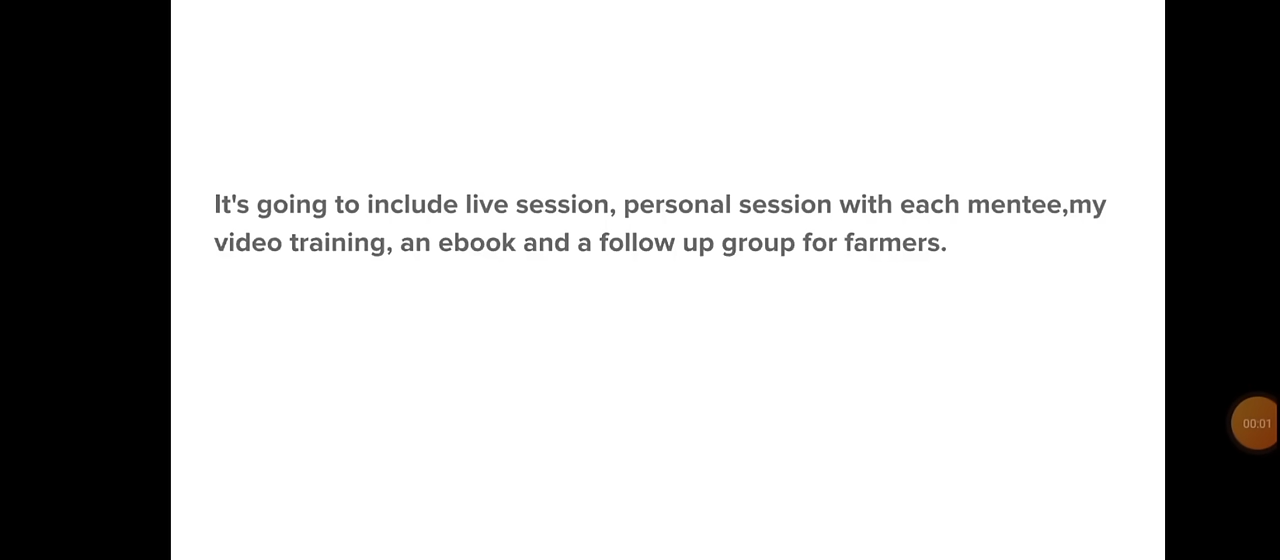 It's going to include live session, personal session with each mentee,my
video training, an ebook and a follow up group for farmers.
00:01